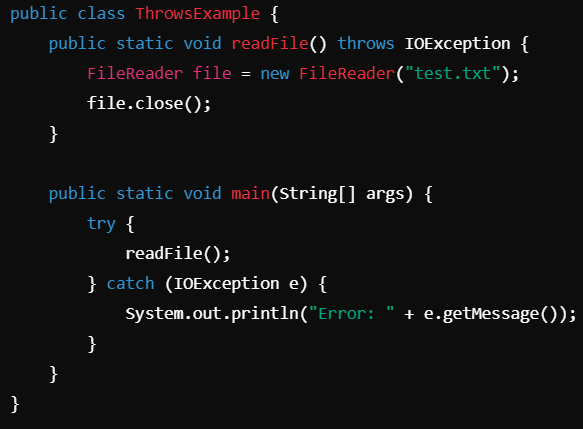 public class ThrowsExample {
    public static void readFile() throws IOException {
        FileReader file = new FileReader("test.txt");
        file.close();
    }

    public static void main(String[] args) {
        try {
            readFile();
        } catch (IOException e) {
            System.out.println("Error: " + e.getMessage());
        }
    }
}